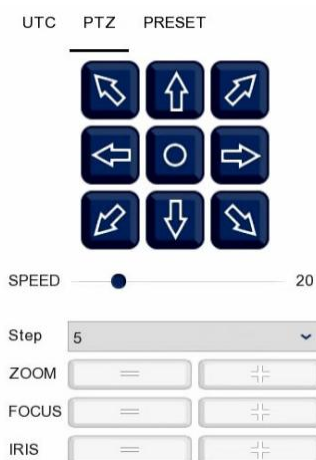 UTC PTZ PRESET
SPEED 20
Step 5
ZOOM
FOCUS
IRIS